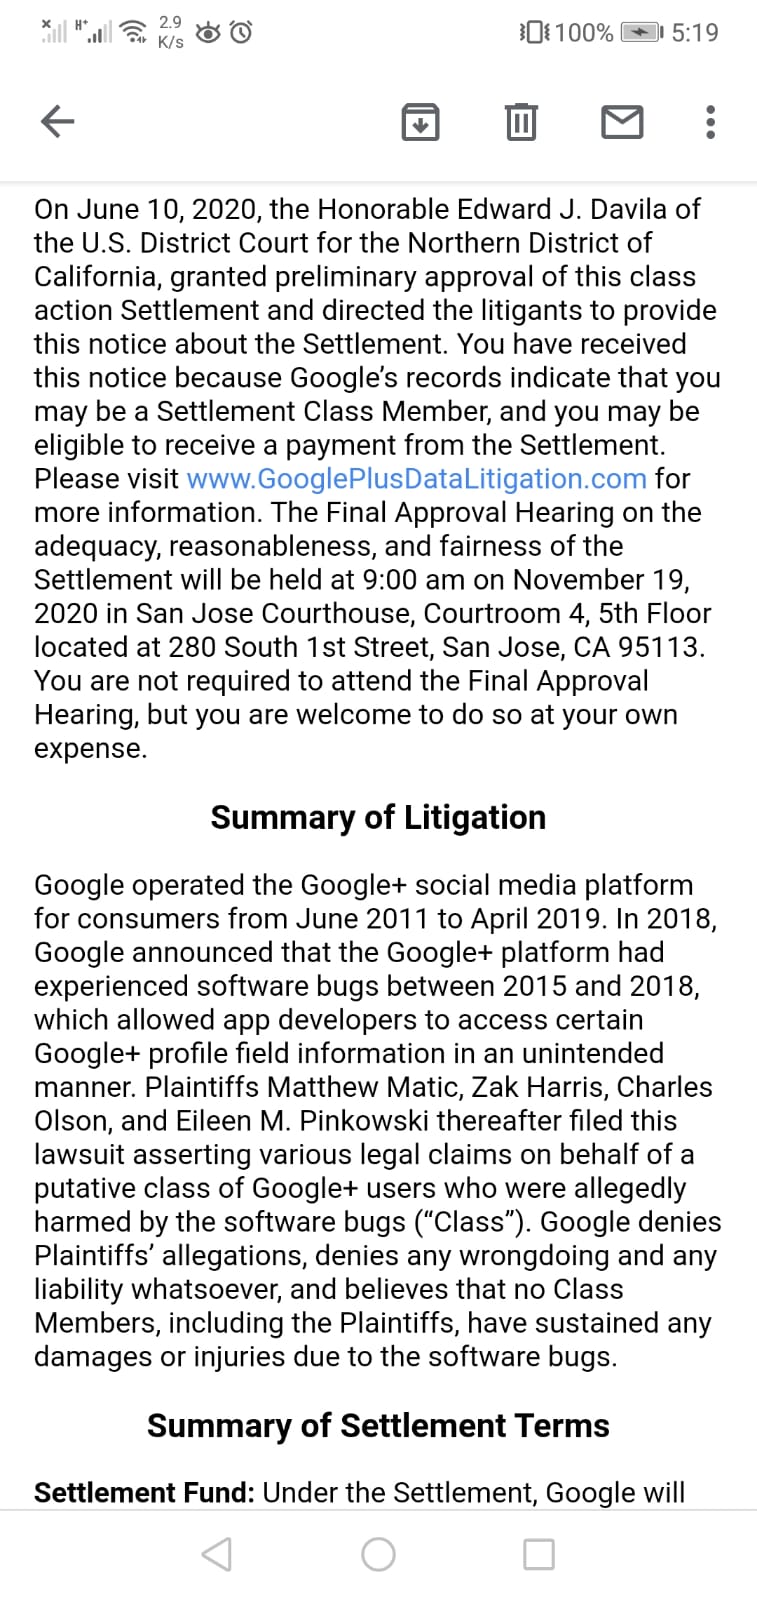 H+
2.9
K/s
100%
5:19
On June 10, 2020, the Honorable Edward J. Davila of
the U.S. District Court for the Northern District of
California, granted preliminary approval of this class
action Settlement and directed the litigants to provide
this notice about the Settlement. You have received
this notice because Google’s records indicate that you
may be a Settlement Class Member, and you may be
eligible to receive a payment from the Settlement.
Please visit www.GooglePlusDataLitigation.com for
more information. The Final Approval Hearing on the
adequacy, reasonableness, and fairness of the
Settlement will be held at 9:00 am on November 19,
2020 in San Jose Courthouse, Courtroom 4, 5th Floor
located at 280 South 1st Street, San Jose, CA 95113.
You are not required to attend the Final Approval
Hearing, but you are welcome to do so at your own
expense.
Summary of Litigation
Google operated the Google+ social media platform
for consumers from June 2011 to April 2019. In 2018,
Google announced that the Google+ platform had
experienced software bugs between 2015 and 2018,
which allowed app developers to access certain
Google+ profile field information in an unintended
manner. Plaintiffs Matthew Matic, Zak Harris, Charles
Olson, and Eileen M. Pinkowski thereafter filed this
lawsuit asserting various legal claims on behalf of a
putative class of Google+ users who were allegedly
harmed by the software bugs (“Class”). Google denies
Plaintiffs’ allegations, denies any wrongdoing and any
liability whatsoever, and believes that no Class
Members, including the Plaintiffs, have sustained any
damages or injuries due to the software bugs.
Summary of Settlement Terms
Settlement Fund: Under the Settlement, Google will